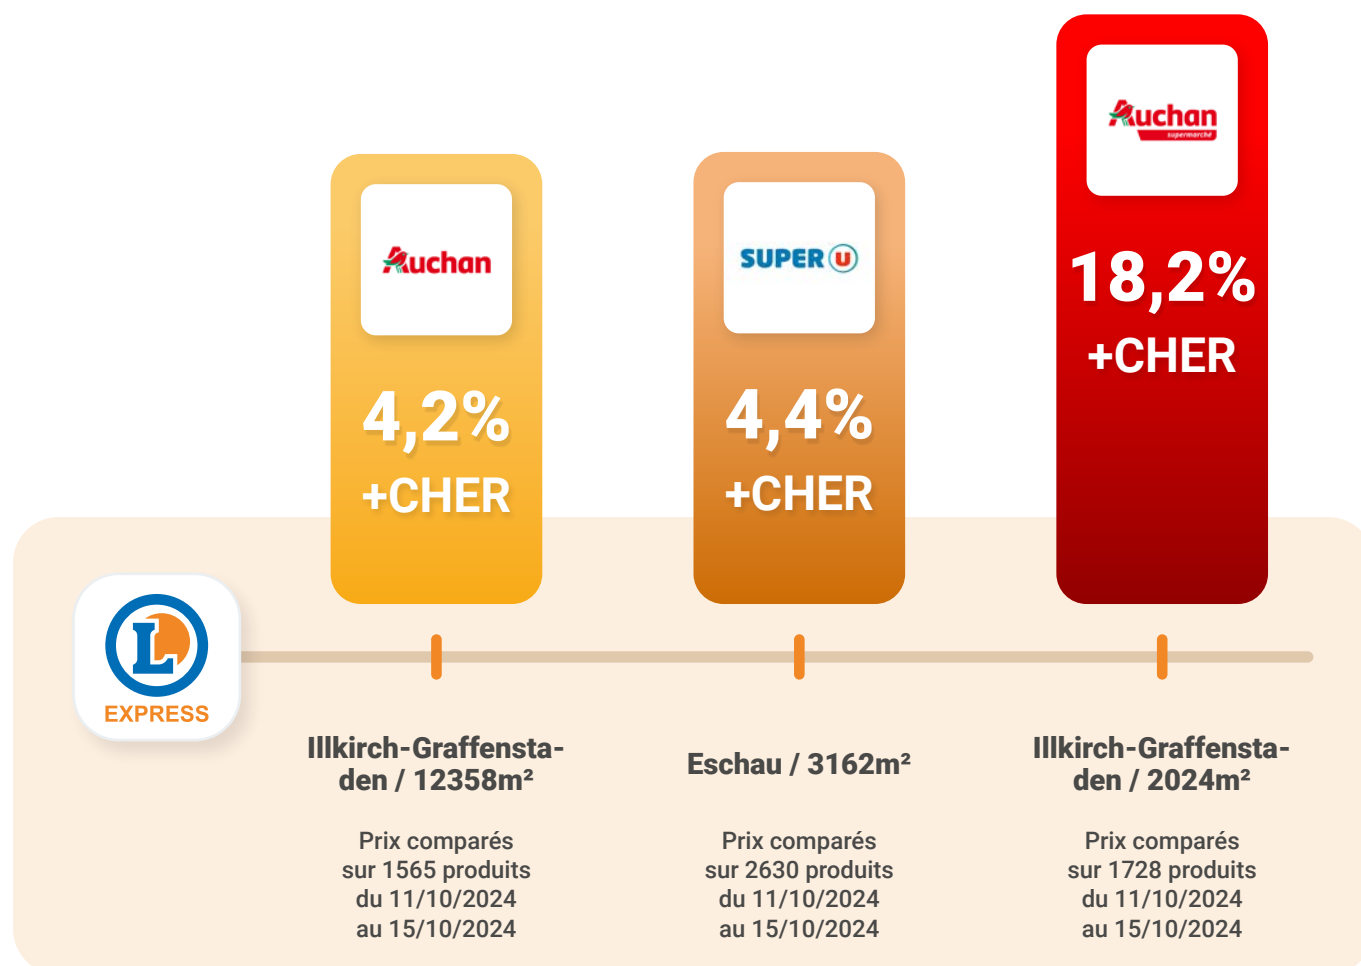 Auchan
4,2%
+CHER
SUPER U
4,4%
+CHER
Auchan
supermarché
18,2%
+CHER
L
EXPRESS
Illkirch-Graffensta-
den / 12358m²
Prix comparés
sur 1565 produits
du 11/10/2024
au 15/10/2024
Eschau / 3162m²
Prix comparés
sur 2630 produits
du 11/10/2024
au 15/10/2024
Illkirch-Graffensta-
den / 2024m²
Prix comparés
sur 1728 produits
du 11/10/2024
au 15/10/2024